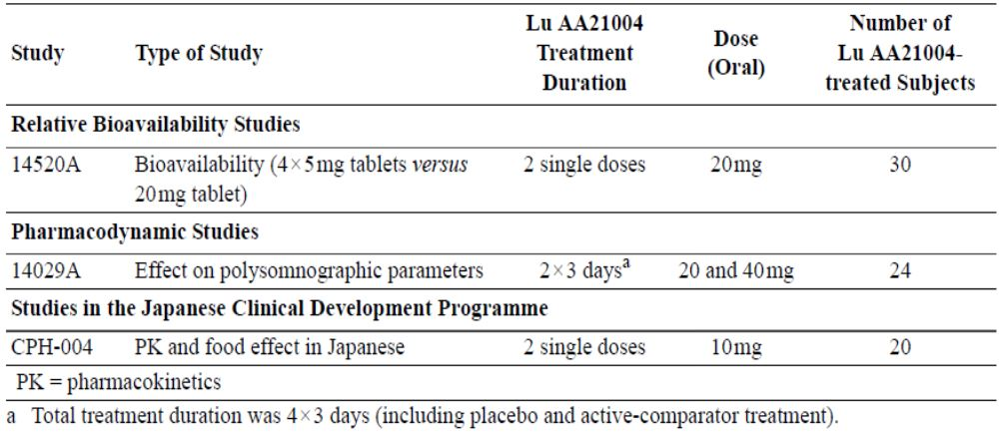 Study Type of Study Lu AA21004 Treatment Duration Dose (Oral) Number of Lu AA21004-treated Subjects
Relative Bioavailability Studies
14520A Bioavailability (4×5mg tablets versus 20mg tablet) 2 single doses 20mg 30
Pharmacodynamic Studies
14029A Effect on polysomnographic parameters 2×3 daysᵃ 20 and 40mg 24
Studies in the Japanese Clinical Development Programme
CPH-004 PK and food effect in Japanese 2 single doses 10mg 20
PK = pharmacokinetics
a Total treatment duration was 4×3 days (including placebo and active-comparator treatment).